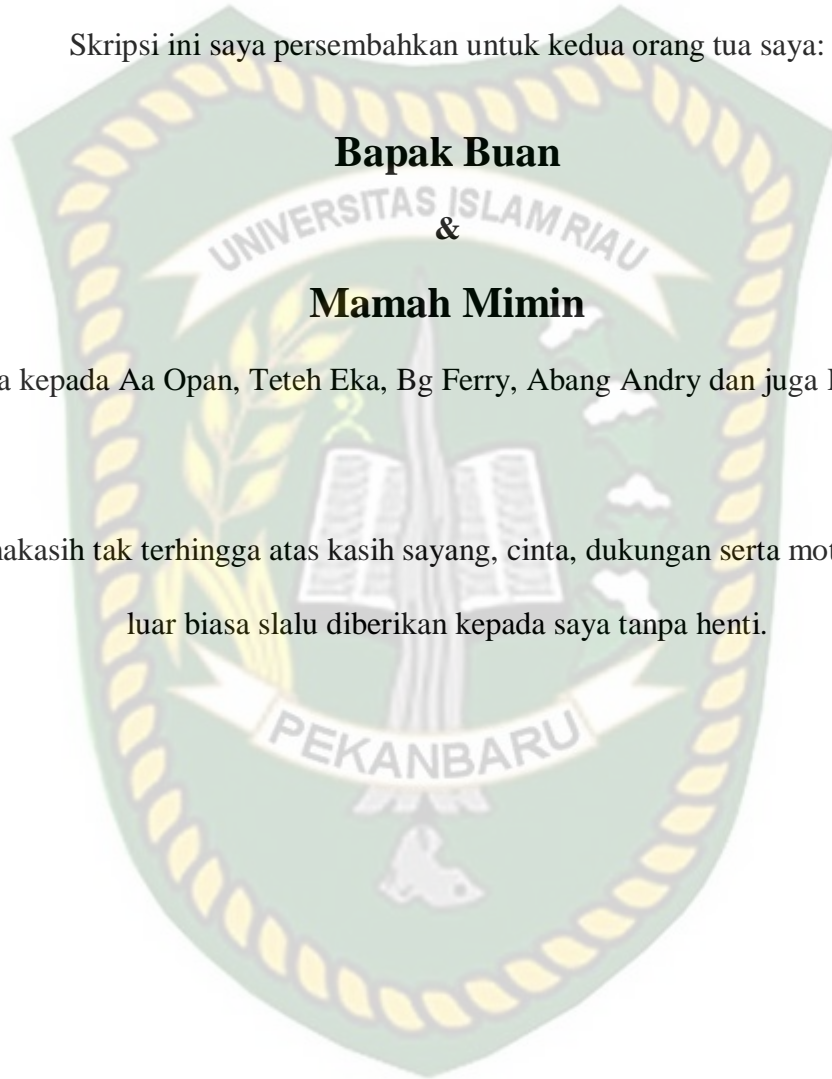 Skripsi ini saya persembahkan untuk kedua orang tua saya:
Bapak Buan
UNIVERSITAS ISLAM RIAU
&
Mamah Mimin
kepada Aa Opan, Teteh Eka, Bg Ferry, Abang Andry dan juga
tak terhingga atas kasih sayang, cinta, dukungan serta
luar biasa slalu diberikan kepada saya tanpa henti.
PEKANBARU